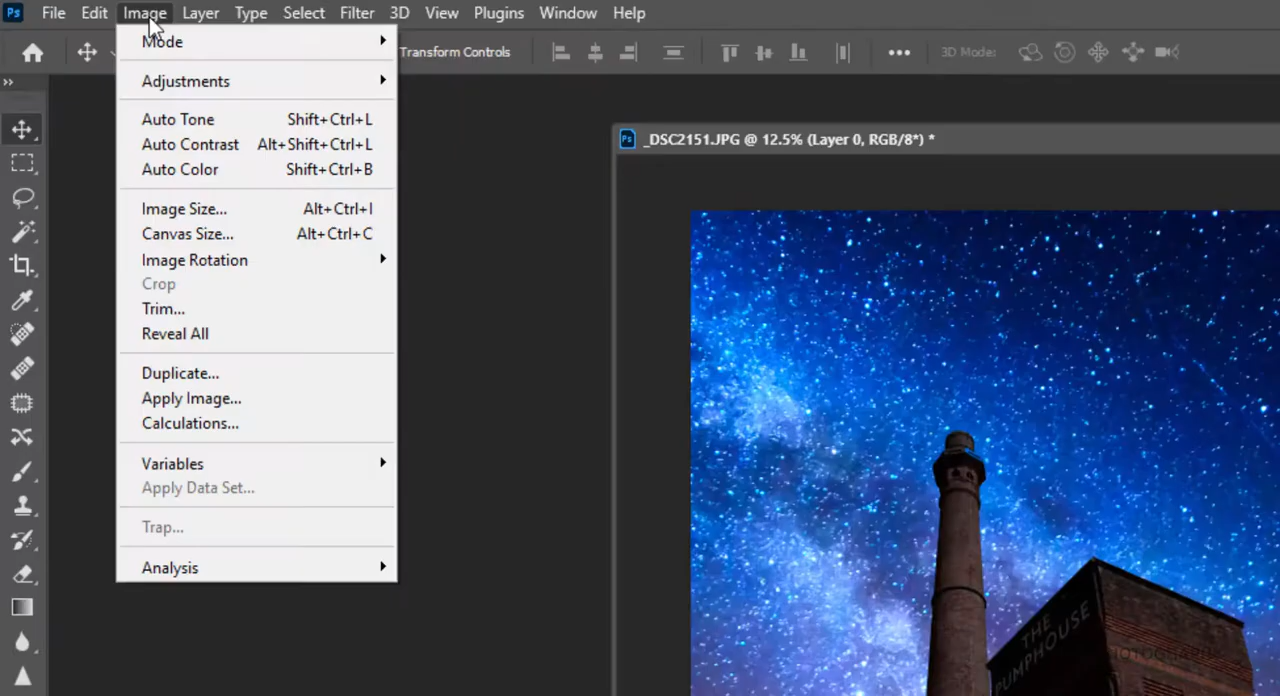 Ps File Edit Image Layer Type Select Filter 3D View Plugins Window Help
Transform Controls 3D Mode:
Mode
Adjustments
Auto Tone Shift+Ctrl+L
Auto Contrast Alt+Shift+Ctrl+L
Auto Color Shift+Ctrl+B
Image Size... Alt+Ctrl+I
Canvas Size... Alt+Ctrl+C
Image Rotation
Crop
Trim...
Reveal All
Duplicate...
Apply Image...
Calculations...
Variables
Apply Data Set...
Trap...
Analysis
Ps _DSC2151.JPG @ 12.5% (Layer 0, RGB/8*) *
THE
PUMPHOUSE